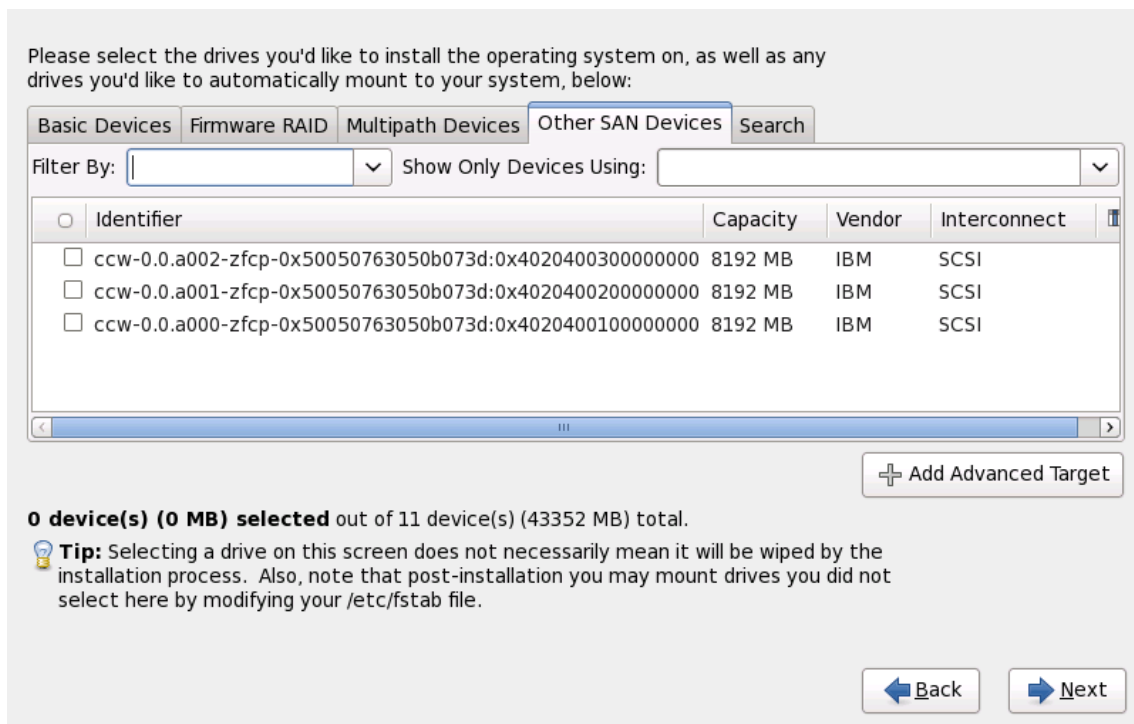 Please select the drives you'd like to install the operating system on, as well as any
drives you'd like to automatically mount to your system, below:
Basic Devices Firmware RAID Multipath Devices Other SAN Devices Search
Filter By: Show Only Devices Using:
Identifier Capacity Vendor Interconnect
ccw-0.0.a002-zfcp-0x50050763050b073d:0x4020400300000000 8192 MB IBM SCSI
ccw-0.0.a001-zfcp-0x50050763050b073d:0x4020400200000000 8192 MB IBM SCSI
ccw-0.0.a000-zfcp-0x50050763050b073d:0x4020400100000000 8192 MB IBM SCSI
Add Advanced Target
0 device(s) (0 MB) selected out of 11 device(s) (43352 MB) total.
Tip: Selecting a drive on this screen does not necessarily mean it will be wiped by the
installation process.  Also, note that post-installation you may mount drives you did not
select here by modifying your /etc/fstab file.
Back Next